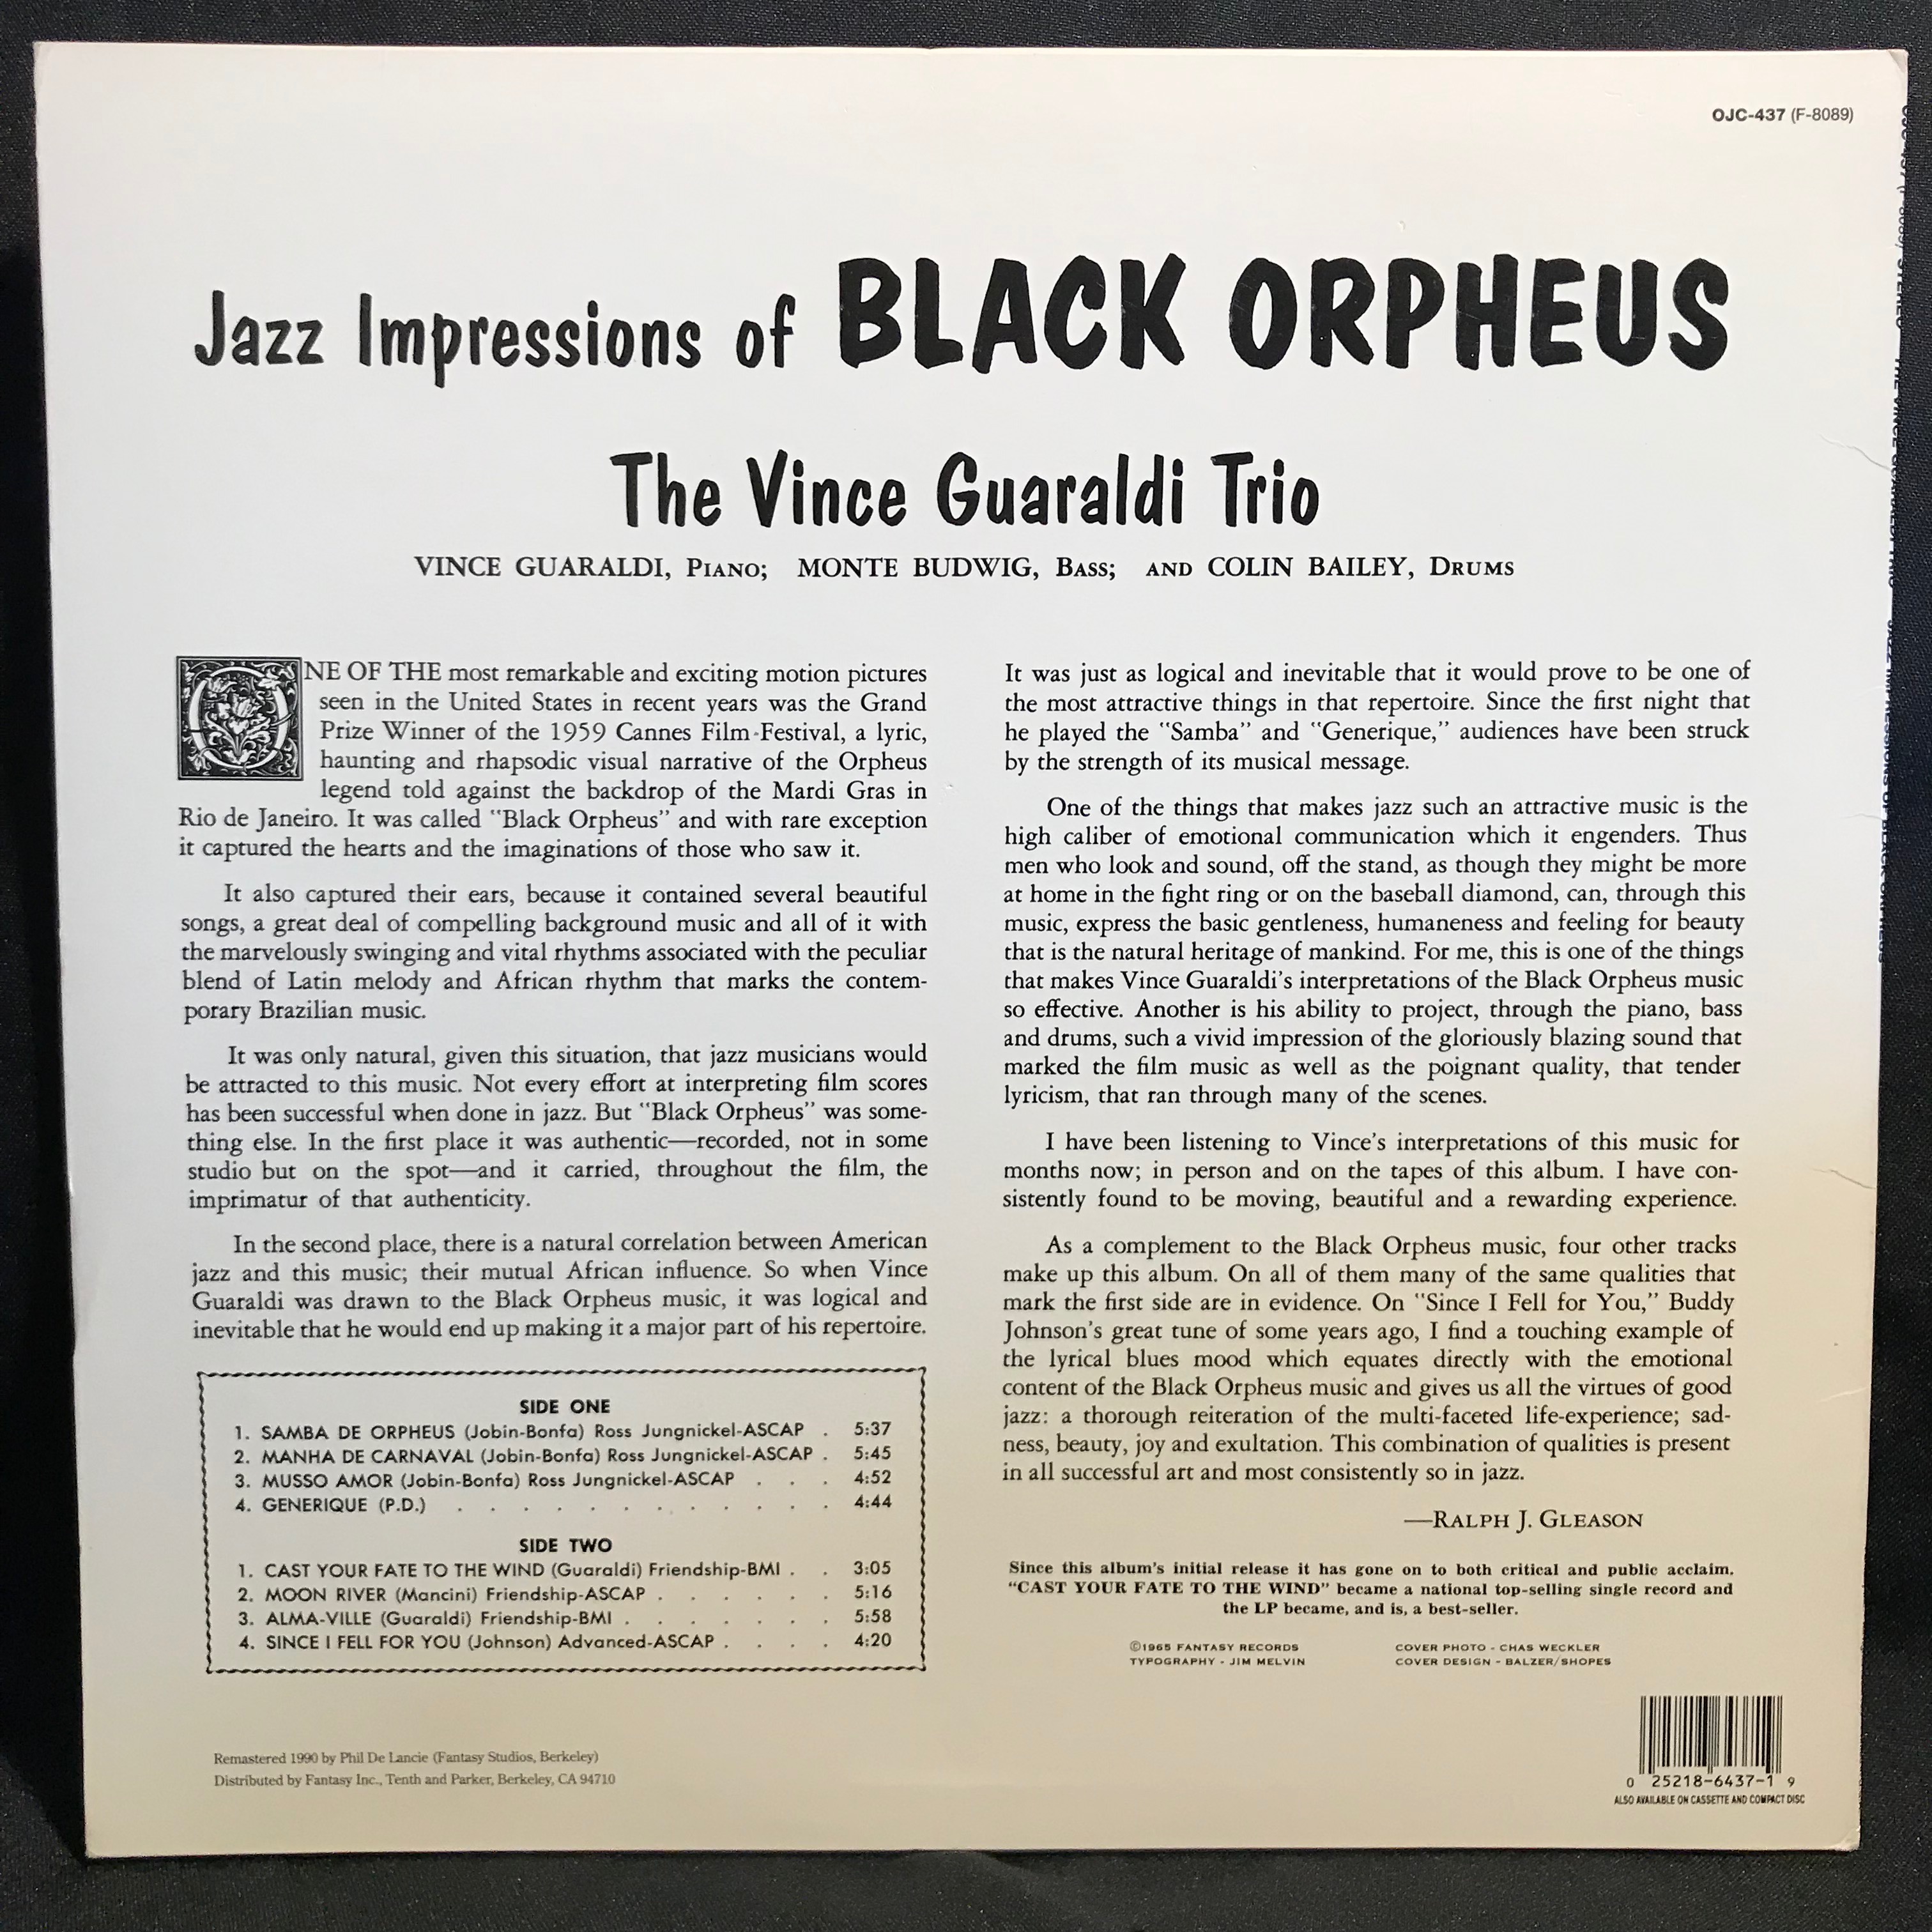 OJC-437 (F-8089)
Jazz Impressions of BLACK ORPHEUS
The Vince Guaraldi Trio
VINCE GUARALDI, PIANO; MONTE BUDWIG, BASS; AND COLIN BAILEY, DRUMS
ONE OF THE most remarkable and exciting motion pictures
seen in the United States in recent years was the Grand
Prize Winner of the 1959 Cannes Film-Festival, a lyric,
haunting and rhapsodic visual narrative of the Orpheus
legend told against the backdrop of the Mardi Gras in
Rio de Janeiro. It was called "Black Orpheus" and with rare exception
it captured the hearts and the imaginations of those who saw it.
It also captured their ears, because it contained several beautiful
songs, a great deal of compelling background music and all of it with
the marvelously swinging and vital rhythms associated with the peculiar
blend of Latin melody and African rhythm that marks the contem-
porary Brazilian music.
It was only natural, given this situation, that jazz musicians would
be attracted to this music. Not every effort at interpreting film scores
has been successful when done in jazz. But "Black Orpheus" was some-
thing else. In the first place it was authentic—recorded, not in some
studio but on the spot—and it carried, throughout the film, the
imprimatur of that authenticity.
In the second place, there is a natural correlation between American
jazz and this music; their mutual African influence. So when Vince
Guaraldi was drawn to the Black Orpheus music, it was logical and
inevitable that he would end up making it a major part of his repertoire.
SIDE ONE
1. SAMBA DE ORPHEUS (Jobin-Bonfa) Ross Jungnickel-ASCAP . 5:37
2. MANHA DE CARNAVAL (Jobin-Bonfa) Ross Jungnickel-ASCAP . 5:45
3. MUSSO AMOR (Jobin-Bonfa) Ross Jungnickel-ASCAP . . . 4:52
4. GENERIQUE (P.D.) . . . . . . . . . . . . 4:44
SIDE TWO
1. CAST YOUR FATE TO THE WIND (Guaraldi) Friendship-BMI . . 3:05
2. MOON RIVER (Mancini) Friendship-ASCAP . . . . . . 5:16
3. ALMA-VILLE (Guaraldi) Friendship-BMI . . . . . . . 5:58
4. SINCE I FELL FOR YOU (Johnson) Advanced-ASCAP . . . . 4:20
Remastered 1990 by Phil De Lancie (Fantasy Studios, Berkeley)
Distributed by Fantasy Inc., Tenth and Parker, Berkeley, CA 94710
It was just as logical and inevitable that it would prove to be one of
the most attractive things in that repertoire. Since the first night that
he played the "Samba" and "Generique," audiences have been struck
by the strength of its musical message.
One of the things that makes jazz such an attractive music is the
high caliber of emotional communication which it engenders. Thus
men who look and sound, off the stand, as though they might be more
at home in the fight ring or on the baseball diamond, can, through this
music, express the basic gentleness, humaneness and feeling for beauty
that is the natural heritage of mankind. For me, this is one of the things
that makes Vince Guaraldi's interpretations of the Black Orpheus music
so effective. Another is his ability to project, through the piano, bass
and drums, such a vivid impression of the gloriously blazing sound that
marked the film music as well as the poignant quality, that tender
lyricism, that ran through many of the scenes.
I have been listening to Vince's interpretations of this music for
months now; in person and on the tapes of this album. I have con-
sistently found to be moving, beautiful and a rewarding experience.
As a complement to the Black Orpheus music, four other tracks
make up this album. On all of them many of the same qualities that
mark the first side are in evidence. On "Since I Fell for You," Buddy
Johnson's great tune of some years ago, I find a touching example of
the lyrical blues mood which equates directly with the emotional
content of the Black Orpheus music and gives us all the virtues of good
jazz: a thorough reiteration of the multi-faceted life-experience; sad-
ness, beauty, joy and exultation. This combination of qualities is present
in all successful art and most consistently so in jazz.
—RALPH J. GLEASON
Since this album's initial release it has gone on to both critical and public acclaim.
"CAST YOUR FATE TO THE WIND" became a national top-selling single record and
the LP became, and is, a best-seller.
©1965 FANTASY RECORDS
TYPOGRAPHY - JIM MELVIN
COVER PHOTO - CHAS WECKLER
COVER DESIGN - BALZER/SHOPES
0 25218-6437-1 9
ALSO AVAILABLE ON CASSETTE AND COMPACT DISC